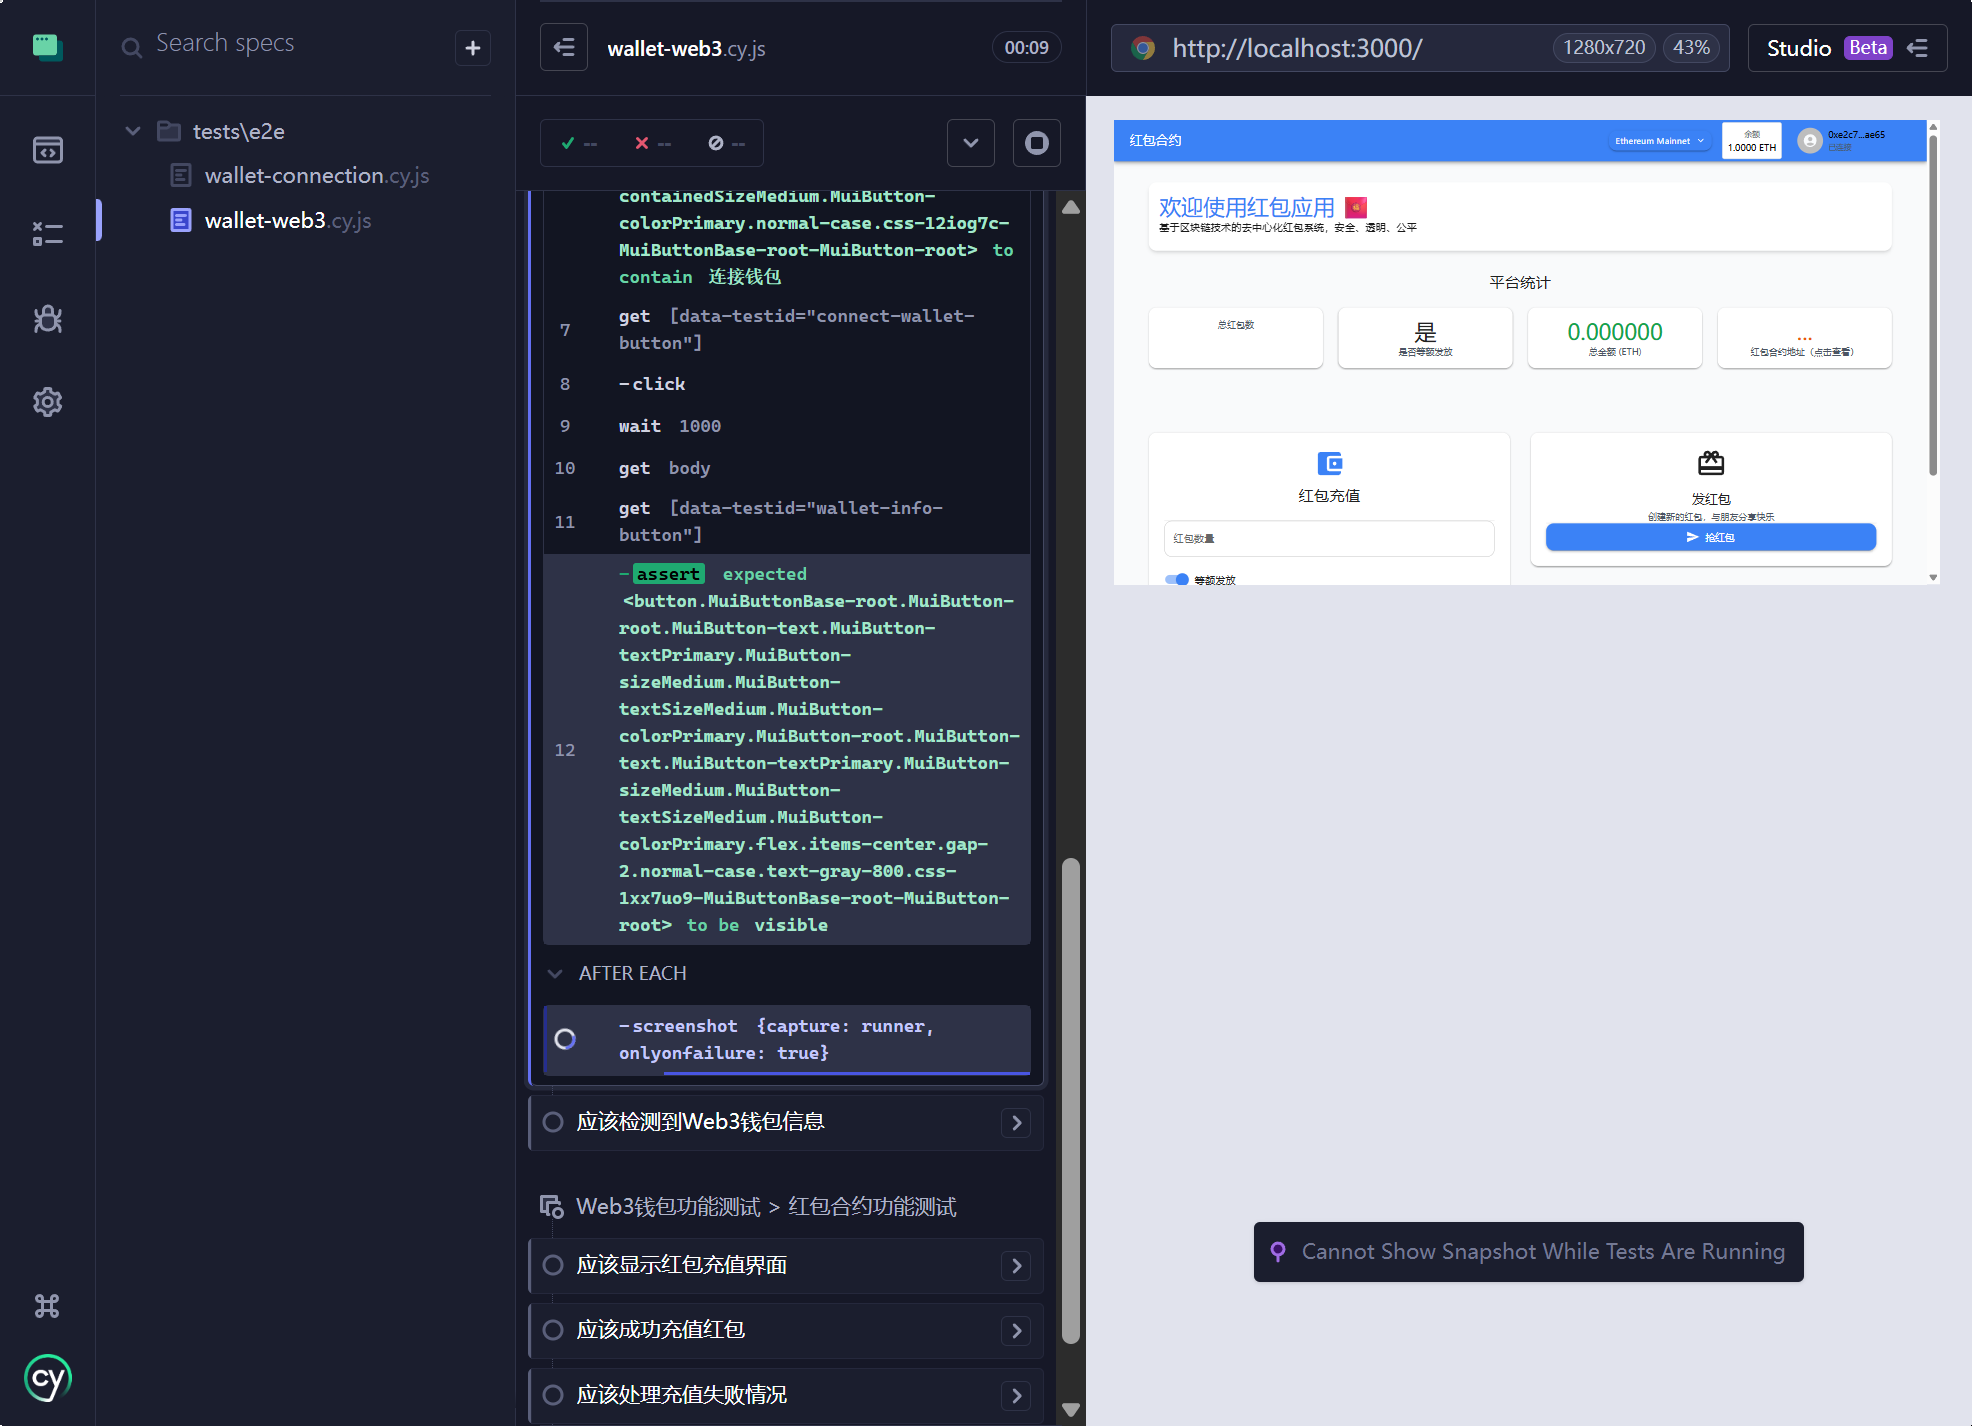 Search specs
+
tests\e2e
wallet-connection.cy.js
wallet-web3.cy.js
cy
wallet-web3.cy.js
00:09
--
--
--
containedSizeMedium.MuiButton-
colorPrimary.normal-case.css-12iog7c-
MuiButtonBase-root-MuiButton-root> to
contain 连接钱包
7
get [data-testid="connect-wallet-
button"]
8
-click
9
wait 1000
10
get body
11
get [data-testid="wallet-info-
button"]
12
-assert expected
<button.MuiButtonBase-root.MuiButton-
root.MuiButton-text.MuiButton-
textPrimary.MuiButton-
sizeMedium.MuiButton-
textSizeMedium.MuiButton-
colorPrimary.MuiButton-root.MuiButton-
text.MuiButton-textPrimary.MuiButton-
sizeMedium.MuiButton-
textSizeMedium.MuiButton-
colorPrimary.flex.items-center.gap-
2.normal-case.text-gray-800.css-
1xx7uo9-MuiButtonBase-root-MuiButton-
root> to be visible
AFTER EACH
-screenshot {capture: runner,
onlyonfailure: true}
应该检测到Web3钱包信息
Web3钱包功能测试 > 红包合约功能测试
应该显示红包充值界面
应该成功充值红包
应该处理充值失败情况
http://localhost:3000/
1280x720
43%
Studio Beta
红包合约
Ethereum Mainnet
余额
1.0000 ETH
0xe2c7...ae65
已连接
欢迎使用红包应用
基于区块链技术的去中心化红包系统，安全、透明、公平
平台统计
总红包数
是
是否等额发放
0.000000
总金额 (ETH)
...
红包合约地址（点击查看）
红包充值
红包数量
等额发放
发红包
创建新的红包，与朋友分享快乐
抢红包
Cannot Show Snapshot While Tests Are Running